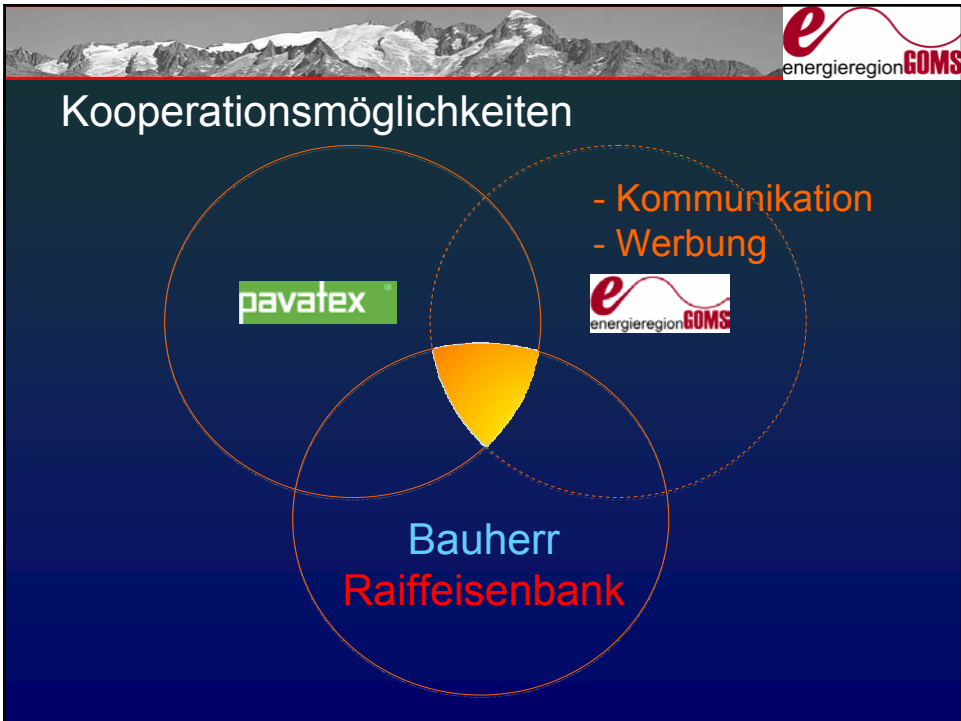 e
energieregionGOMS
Kooperationsmöglichkeiten
- Kommunikation
- Werbung
pavatex ®
e
energieregionGOMS
Bauherr
Raiffeisenbank